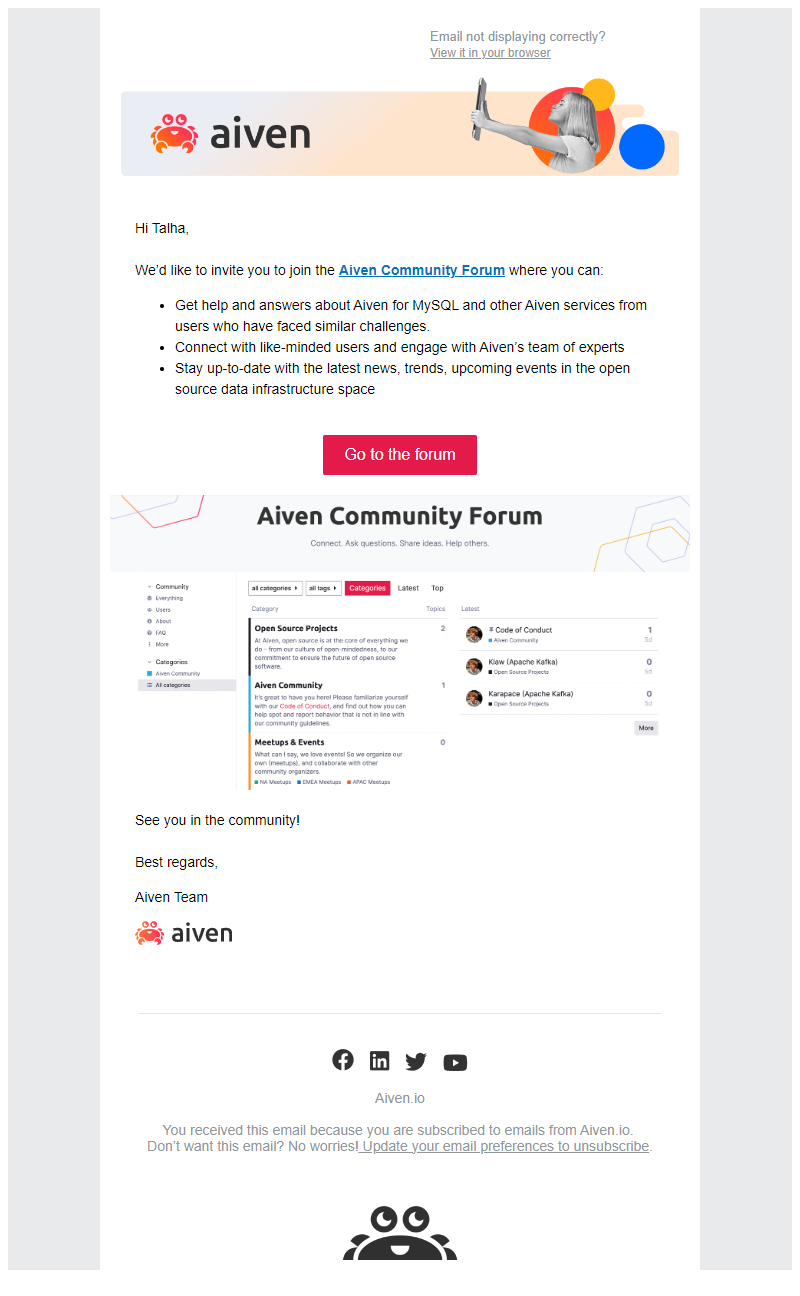 Email not displaying correctly?
View it in your browser
aiven
Hi Talha,
We’d like to invite you to join the Aiven Community Forum where you can:
• Get help and answers about Aiven for MySQL and other Aiven services from
users who have faced similar challenges.
• Connect with like-minded users and engage with Aiven’s team of experts
• Stay up-to-date with the latest news, trends, upcoming events in the open
source data infrastructure space
Go to the forum
Aiven Community Forum
Connect. Ask questions. Share ideas. Help others.
Community
Everything
Users
About
FAQ
More
Categories
Aiven Community
All categories
all categories all tags Categories Latest Top
Category Topics
Open Source Projects 2
At Aiven, open source is at the core of everything we
do - from our culture of open-mindedness, to our
commitment to ensure the future of open source
software.
Aiven Community 1
It's great to have you here! Please familiarize yourself
with our Code of Conduct, and find out how you can
help spot and report behavior that is not in line with
our community guidelines.
Meetups & Events 0
What can I say, we love events! So we organize our
own (meetups), and collaborate with other
community organizers.
NA Meetups EMEA Meetups APAC Meetups
Latest
Code of Conduct 1
Aiven Community 5d
Klaw (Apache Kafka) 0
Open Source Projects 5d
Karapace (Apache Kafka) 0
Open Source Projects 5d
More
See you in the community!
Best regards,
Aiven Team
aiven
Aiven.io
You received this email because you are subscribed to emails from Aiven.io.
Don’t want this email? No worries! Update your email preferences to unsubscribe.